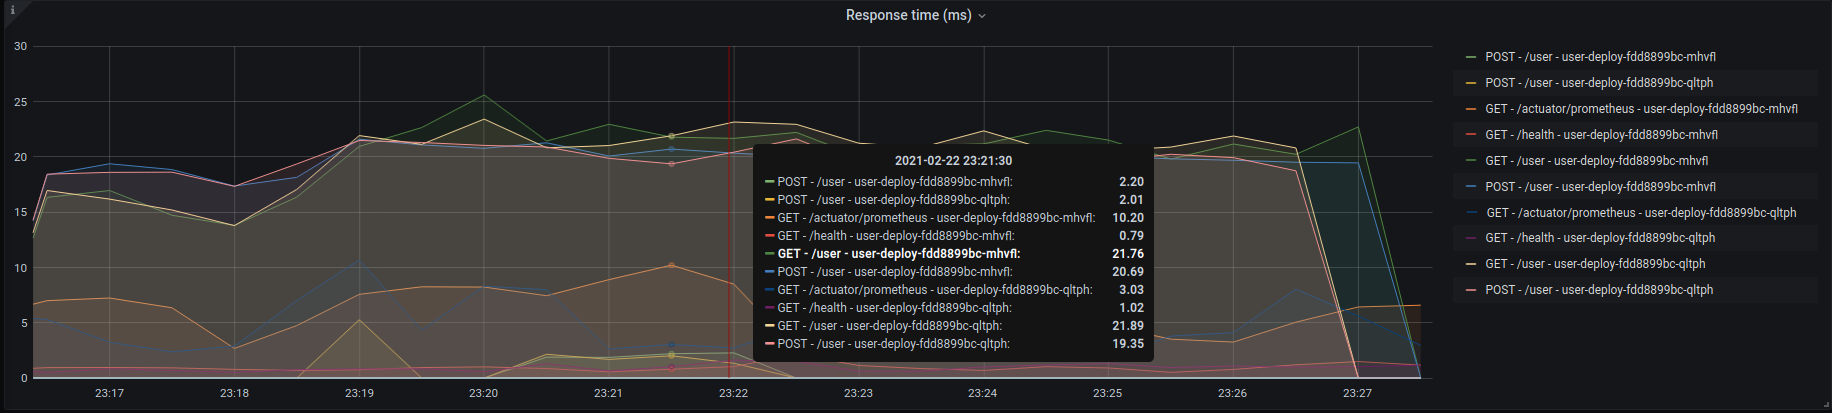 i
Response time (ms)
30
25
20
15
10
5
0
23:17
23:18
23:19
23:20
23:21
23:22
23:23
23:24
23:25
23:26
23:27
2021-02-22 23:21:30
POST - /user - user-deploy-fdd8899bc-mhvfl: 2.20
POST - /user - user-deploy-fdd8899bc-qltph: 2.01
GET - /actuator/prometheus - user-deploy-fdd8899bc-mhvfl: 10.20
GET - /health - user-deploy-fdd8899bc-mhvfl: 0.79
GET - /user - user-deploy-fdd8899bc-mhvfl: 21.76
POST - /user - user-deploy-fdd8899bc-mhvfl: 20.69
GET - /actuator/prometheus - user-deploy-fdd8899bc-qltph: 3.03
GET - /health - user-deploy-fdd8899bc-qltph: 1.02
GET - /user - user-deploy-fdd8899bc-qltph: 21.89
POST - /user - user-deploy-fdd8899bc-qltph: 19.35
POST - /user - user-deploy-fdd8899bc-mhvfl
POST - /user - user-deploy-fdd8899bc-qltph
GET - /actuator/prometheus - user-deploy-fdd8899bc-mhvfl
GET - /health - user-deploy-fdd8899bc-mhvfl
GET - /user - user-deploy-fdd8899bc-mhvfl
POST - /user - user-deploy-fdd8899bc-mhvfl
GET - /actuator/prometheus - user-deploy-fdd8899bc-qltph
GET - /health - user-deploy-fdd8899bc-qltph
GET - /user - user-deploy-fdd8899bc-qltph
POST - /user - user-deploy-fdd8899bc-qltph